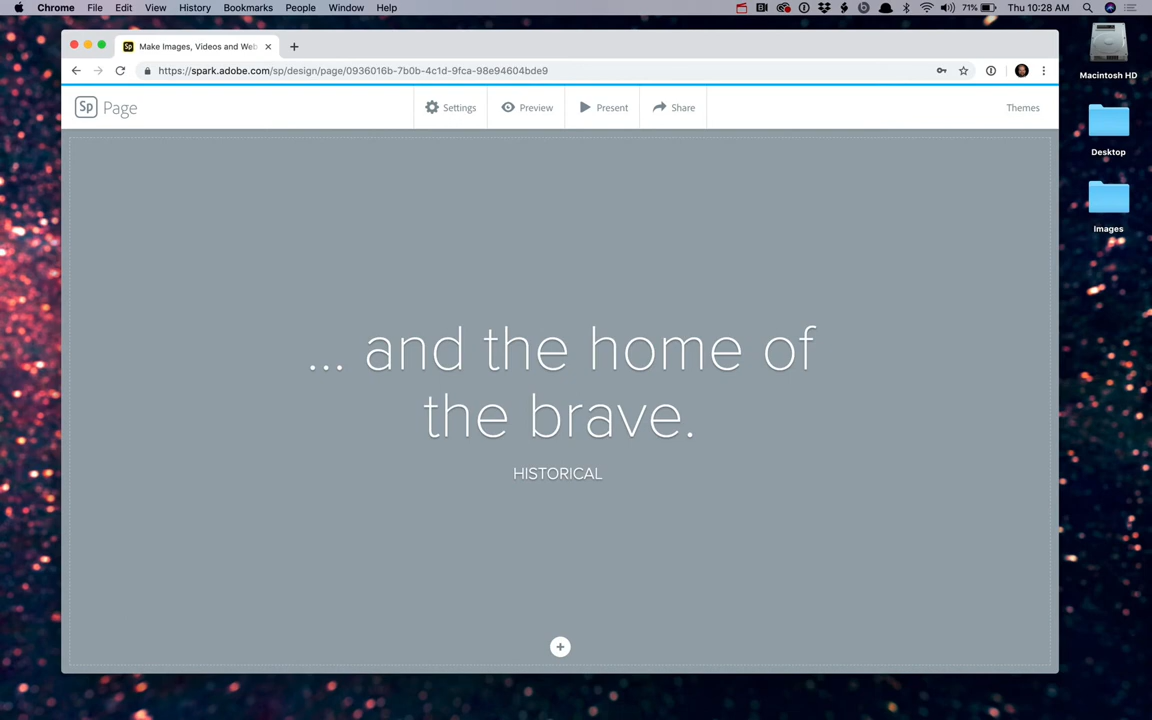 Chrome File Edit View History Bookmarks People Window Help 71% Thu 10:28 AM
Sp Make Images, Videos and Web
https://spark.adobe.com/sp/design/page/0936016b-7b0b-4c1d-9fca-98e94604bde9
Sp Page Settings Preview Present Share Themes
... and the home of
the brave.
HISTORICAL
Macintosh HD
Desktop
Images